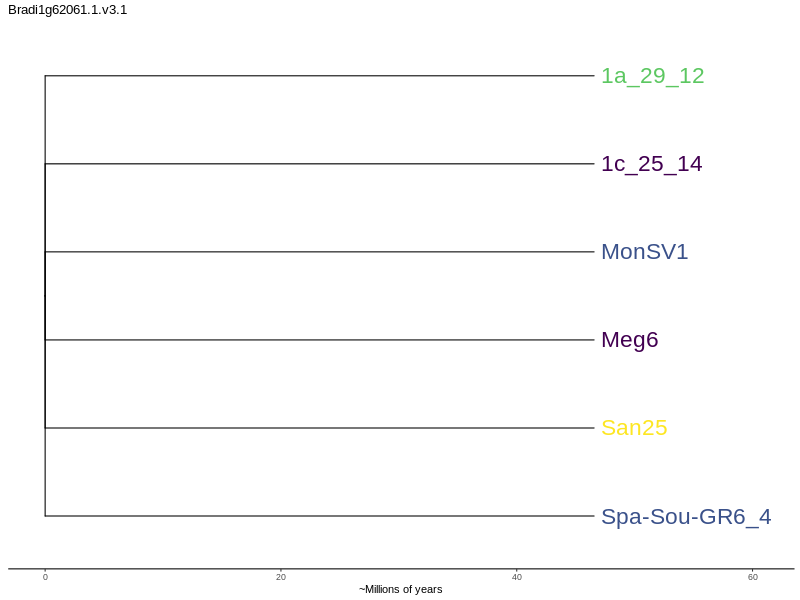 Bradi1g62061.1.v3.1
1a_29_12
1c_25_14
MonSV1
Meg6
San25
Spa-Sou-GR6_4
0 20 40 60
~Millions of years